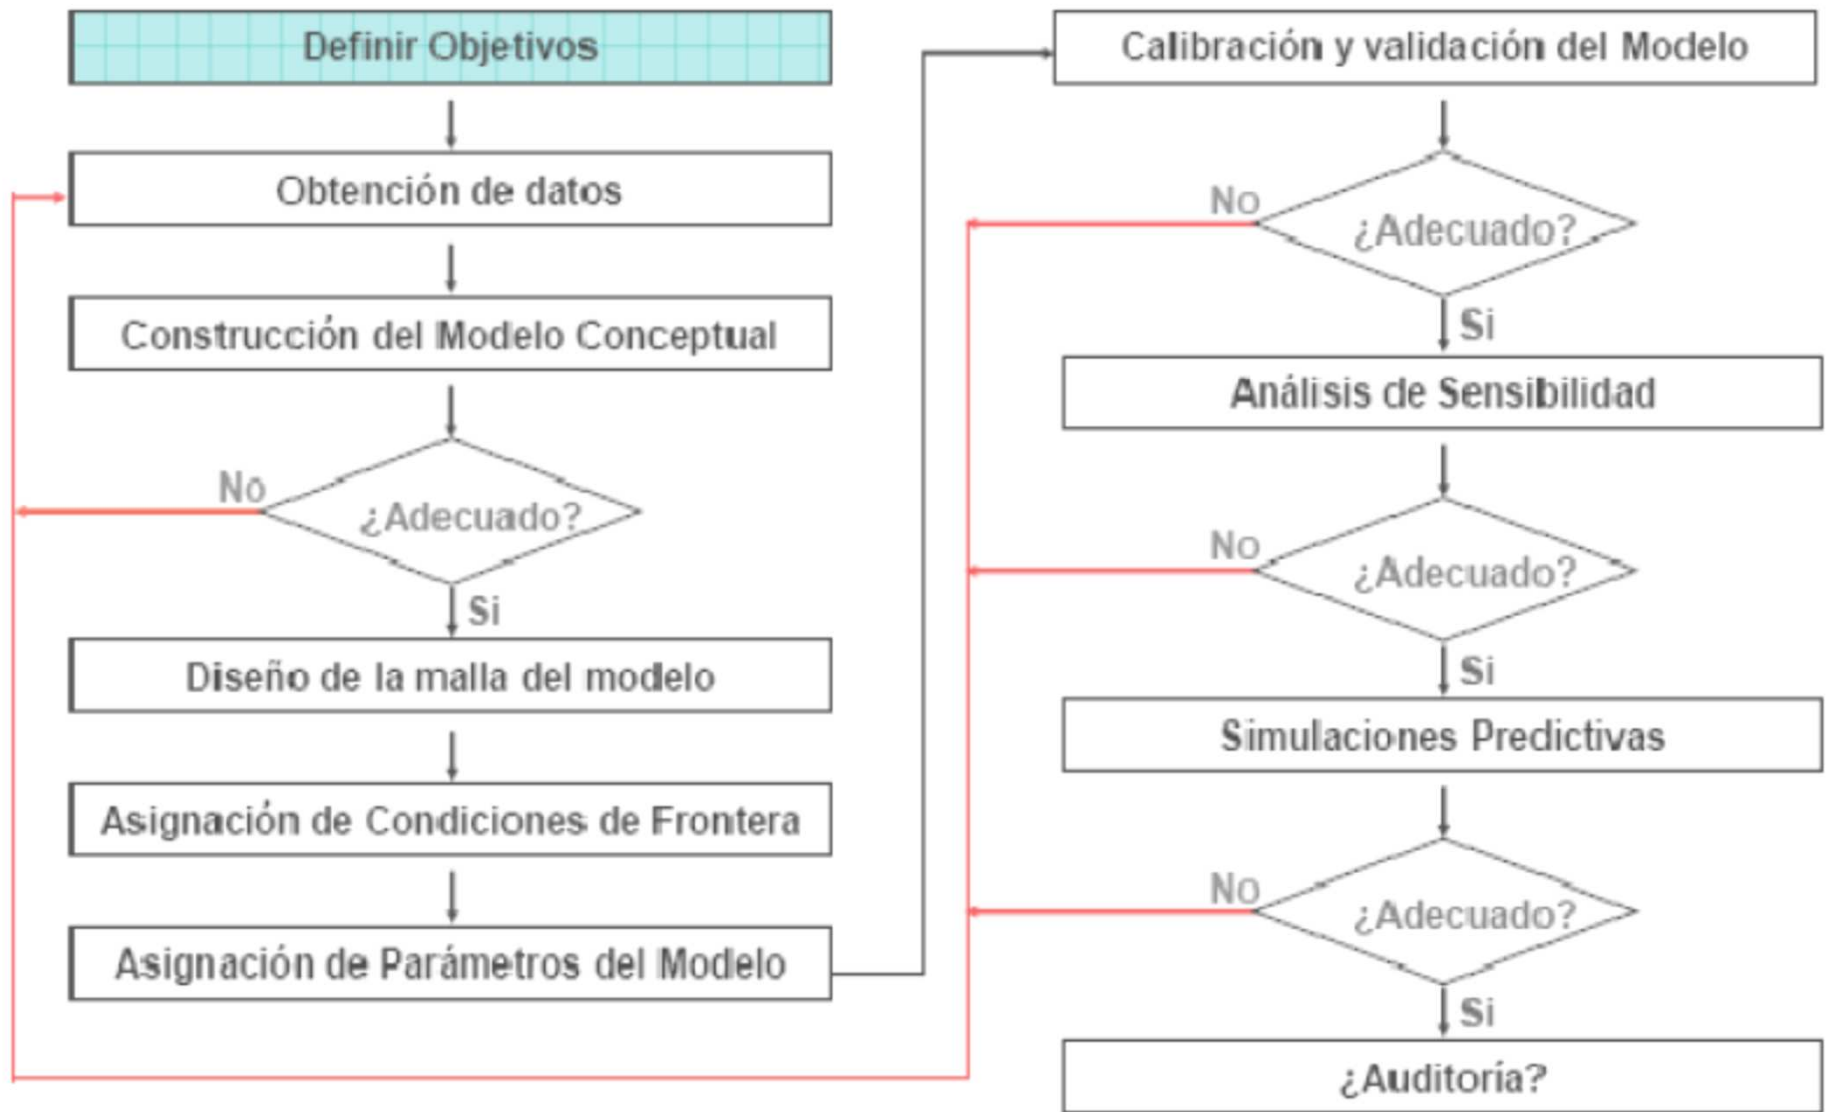 Definir Objetivos
Obtención de datos
Construcción del Modelo Conceptual
No
¿Adecuado?
Si
Diseño de la malla del modelo
Asignación de Condiciones de Frontera
Asignación de Parámetros del Modelo
Calibración y validación del Modelo
No
¿Adecuado?
Si
Análisis de Sensibilidad
No
¿Adecuado?
Si
Simulaciones Predictivas
No
¿Adecuado?
Si
¿Auditoría?